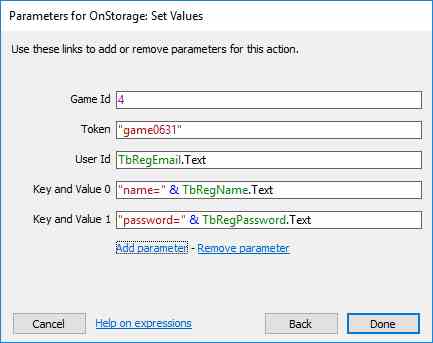 Parameters for OnStorage: Set Values
Use these links to add or remove parameters for this action.
Game Id 4
Token "game0631"
User Id TbRegEmail.Text
Key and Value 0 "name=" & TbRegName.Text
Key and Value 1 "password=" & TbRegPassword.Text
Add parameter - Remove parameter
Cancel Help on expressions Back Done